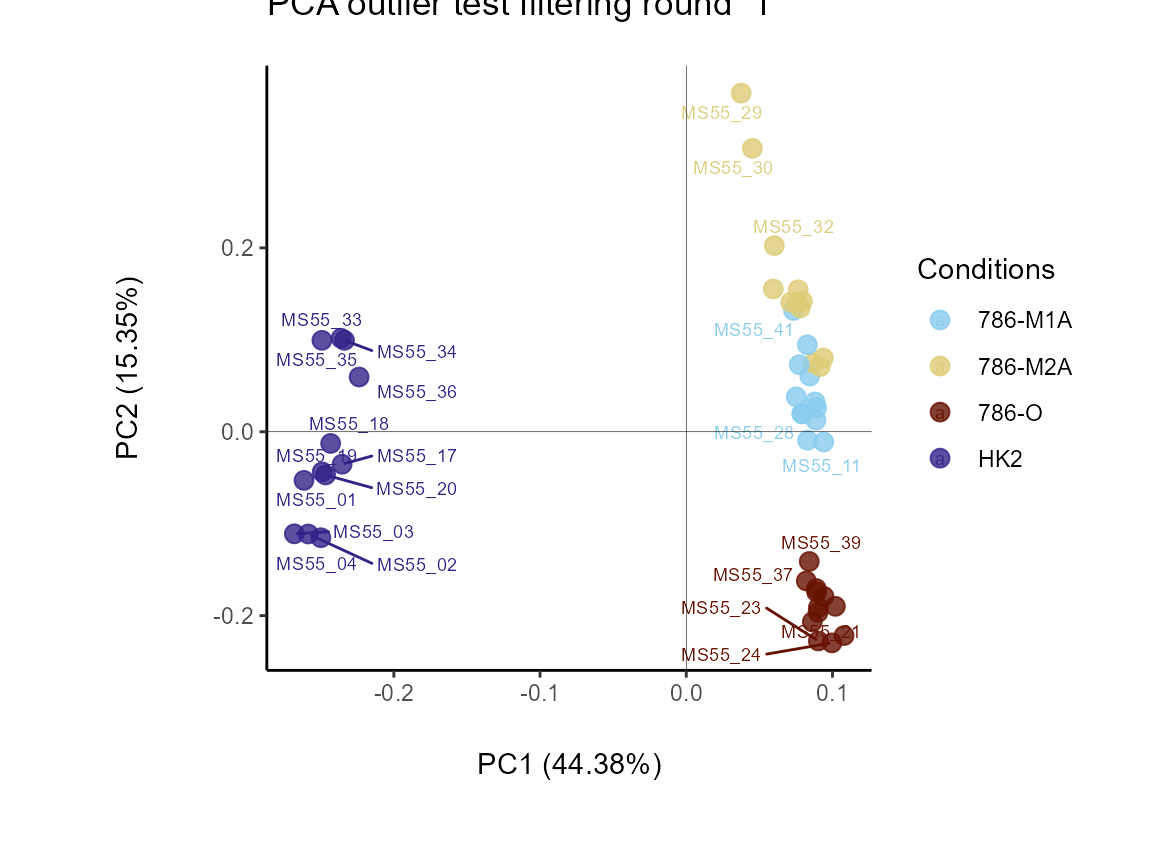 PCA outlier test filtering round 1
MS55_29
MS55_30
MS55_32
0.2
MS55_33
MS55_41
MS55_34
MS55_35
MS55_36
MS55_18
0.0
MS55_28
MS55_19
MS55_17
MS55_11
MS55_20
MS55_01
MS55_03
MS55_39
MS55_04
MS55_02
MS55_37
MS55_23
-0.2
MS55_21
MS55_24
-0.2
-0.1
0.0
0.1
PC1 (44.38%)
PC2 (15.35%)
Conditions
a 786-M1A
a 786-M2A
a 786-O
a HK2